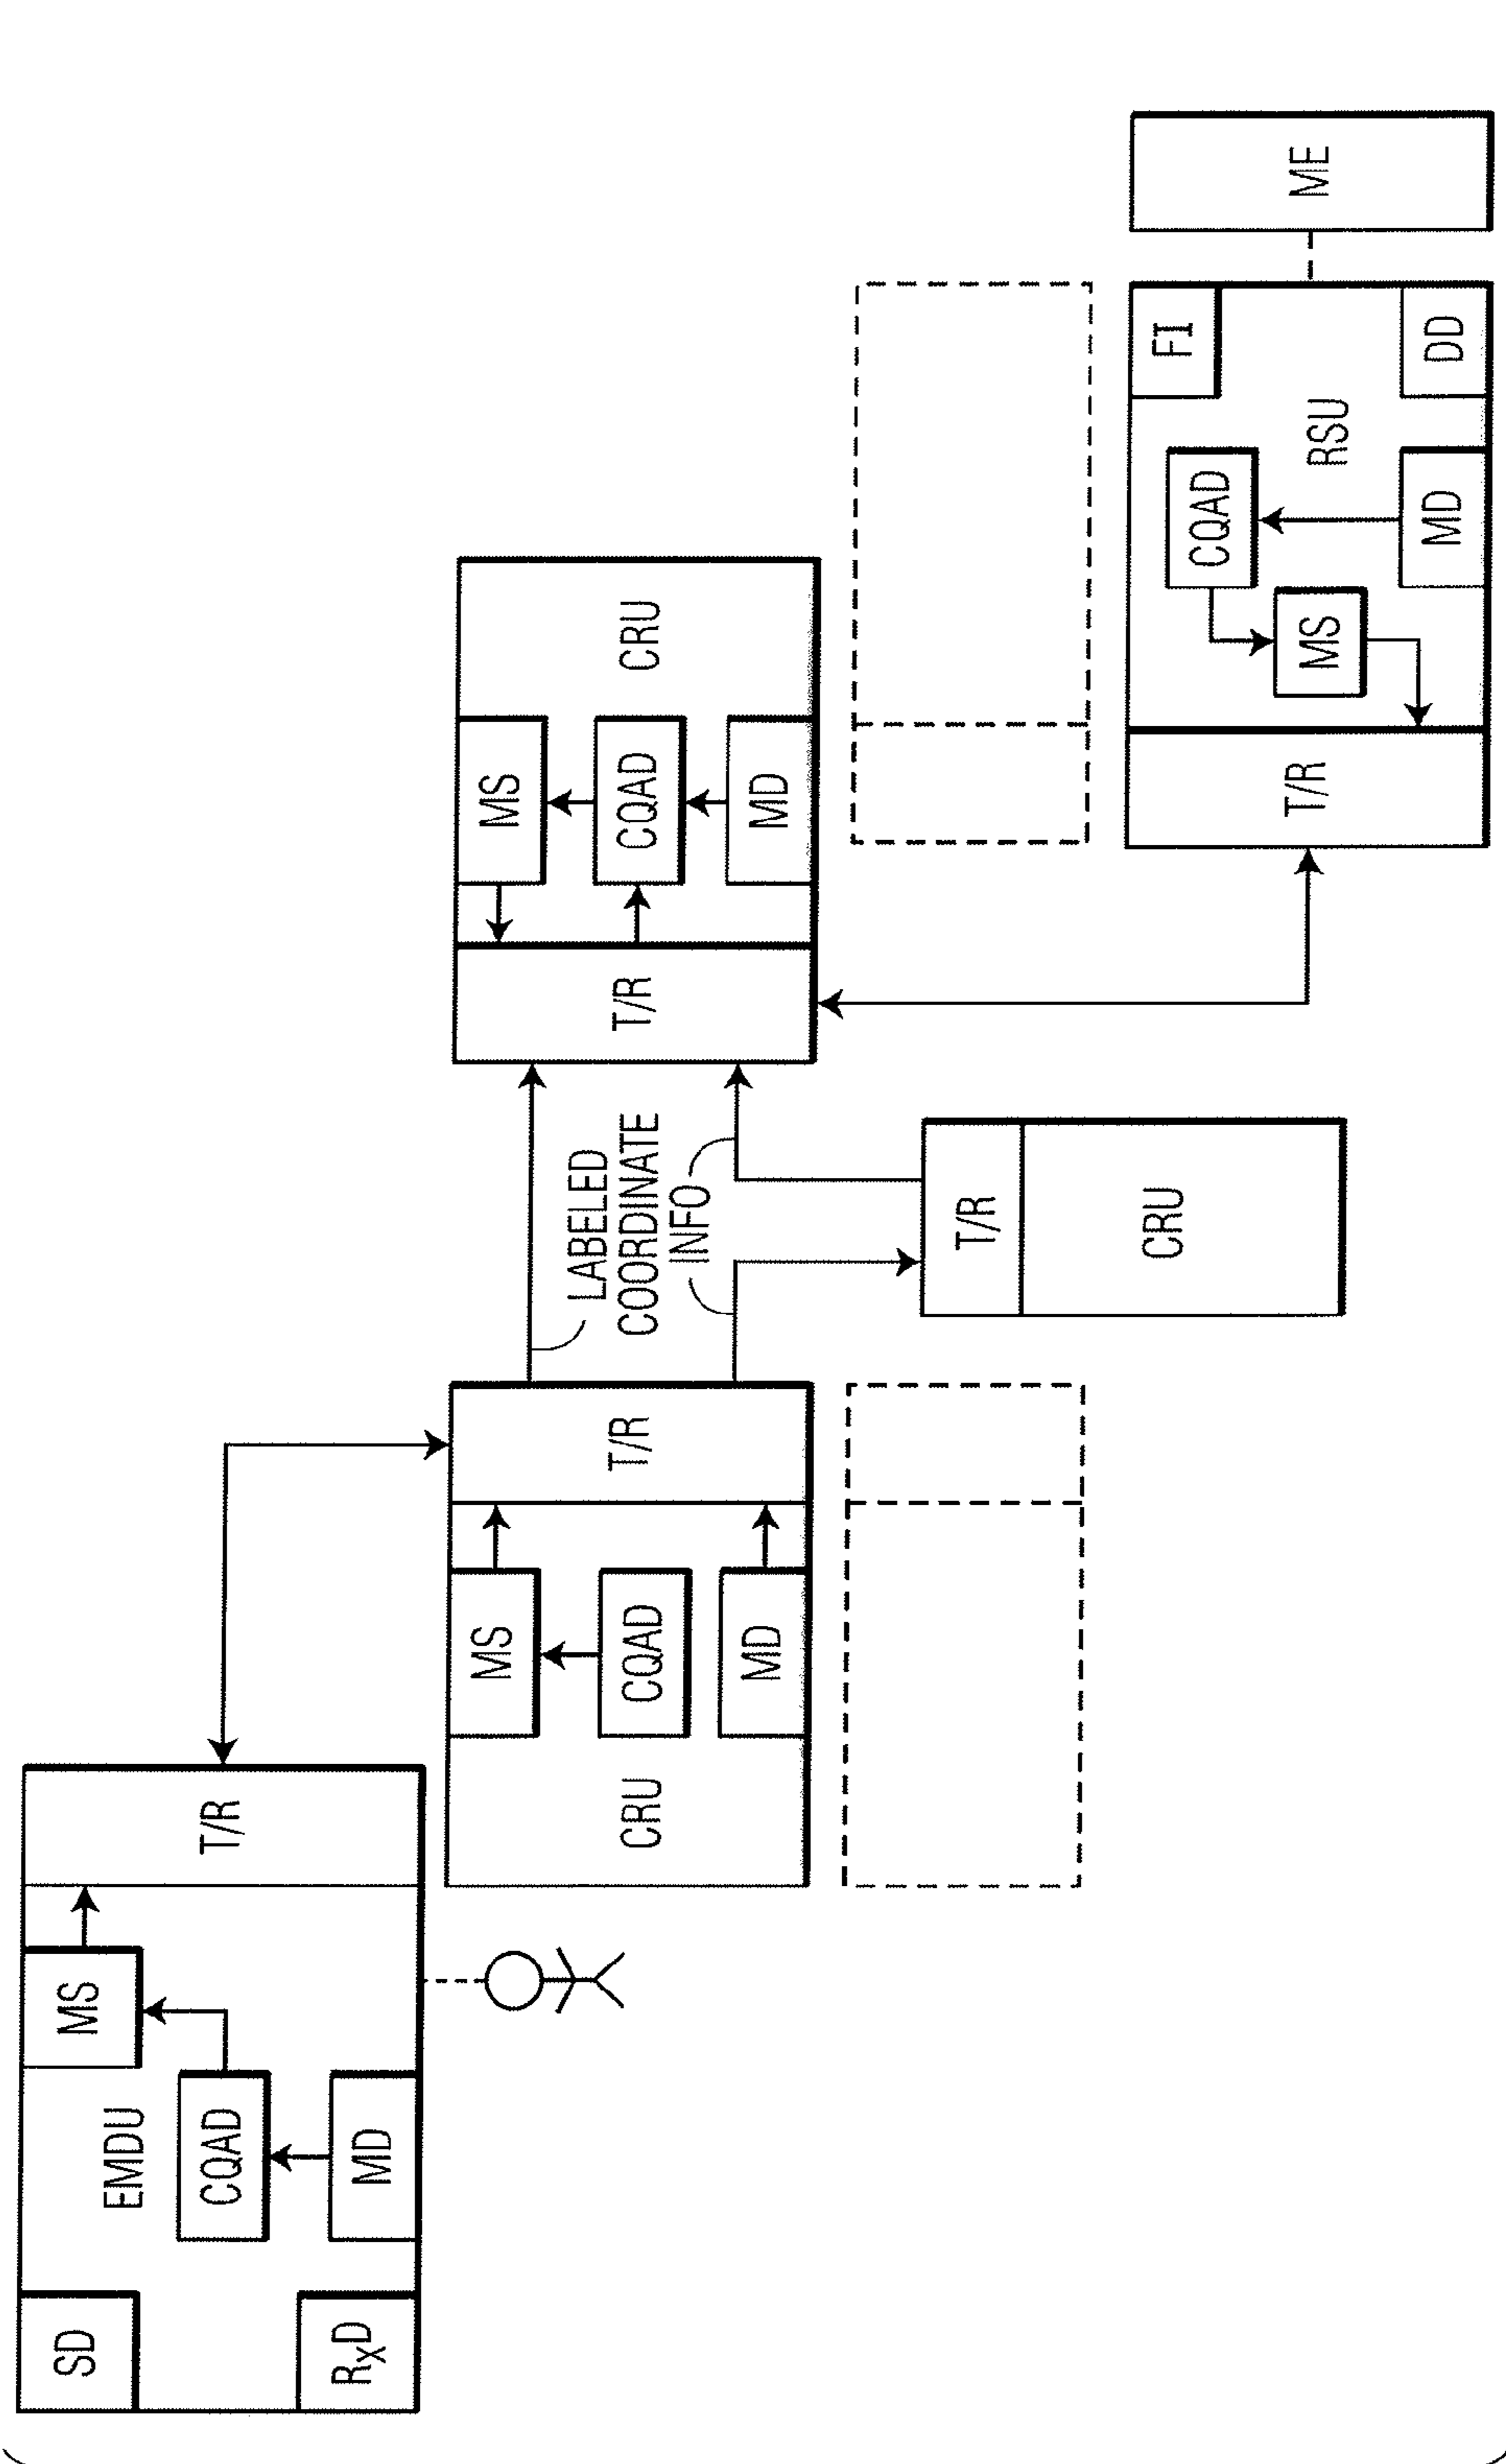 SD
RxD
EMDU
CQAD
MD
MS
T/R
CRU
MS
CQAD
MD
T/R
LABELED
COORDINATE
INFO
T/R
CRU
T/R
MS
CQAD
MD
CRU
T/R
MS
CQAD
MD
RSU
FI
DD
ME